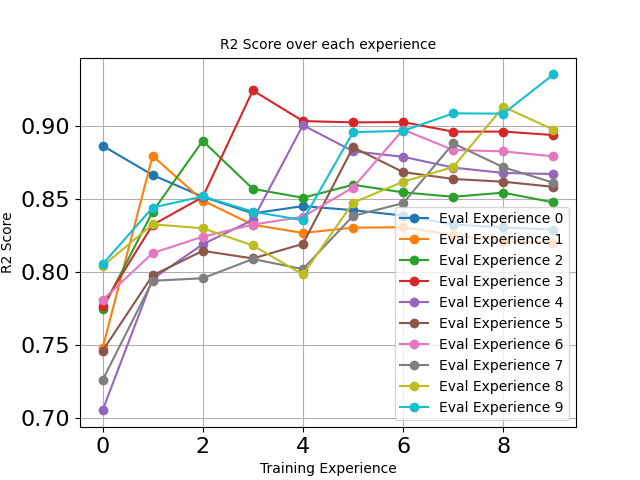 R2 Score over each experience
R2 Score
0.90
0.85
0.80
0.75
0.70
Eval Experience 0
Eval Experience 1
Eval Experience 2
Eval Experience 3
Eval Experience 4
Eval Experience 5
Eval Experience 6
Eval Experience 7
Eval Experience 8
Eval Experience 9
0 2 4 6 8
Training Experience